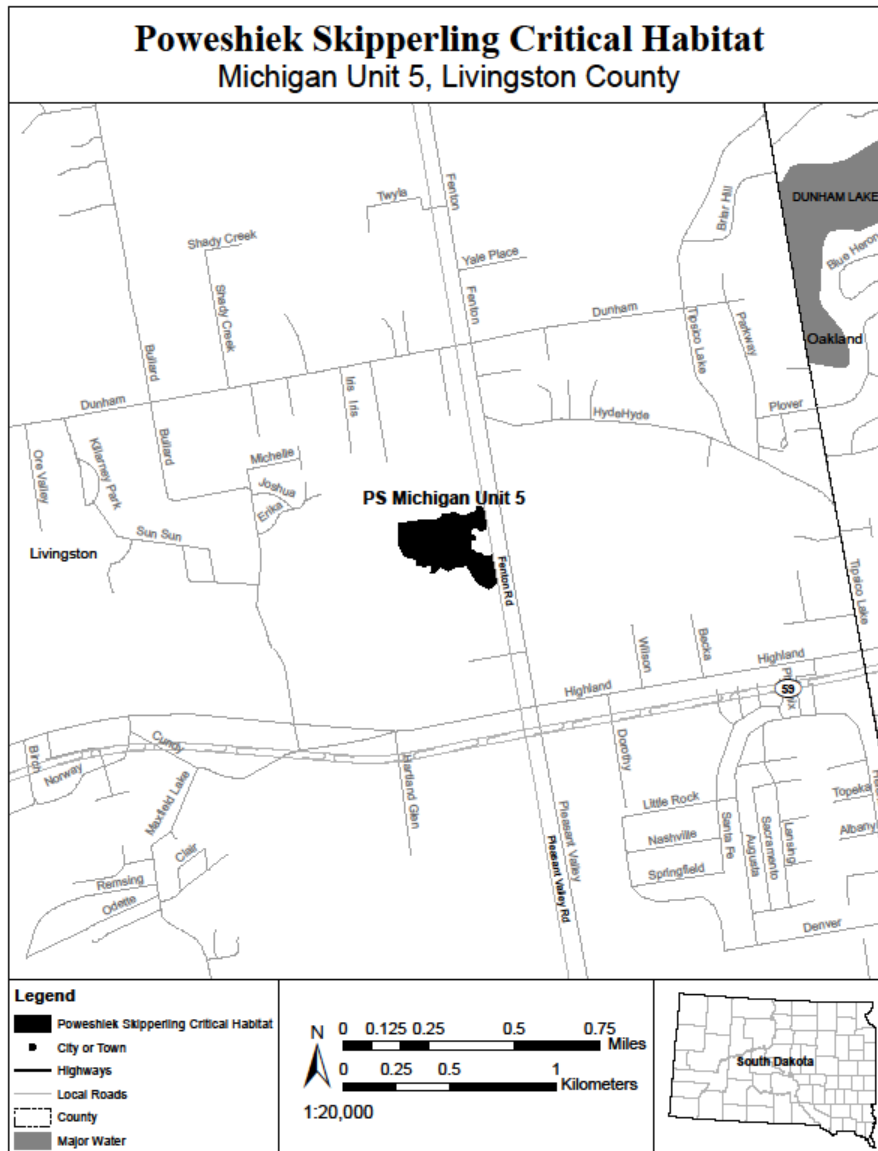 Poweshiek Skipperling Critical Habitat
Michigan Unit 5, Livingston County
Fenton
Twyla
DUNHAM LAKE
Briar Hill
Shady Creek
Blue Heron
Yale Place
Shady Creek
Fenton
Dunham
Tipsico Lake
Parkway
Oakland
Bullard
Iris
Iris
Dunham
Plover
HydeHyde
Killarney Park
Bullard
Ore Valley
Michelle
Joshua
PS Michigan Unit 5
Erika
Sun Sun
Livingston
Fenton Rd
Tipsico Lake
Wilson
Becka
Highland
Highland
59
Birch
Cundy
Norway
Hartland Glen
Dorothy
Maxfield Lake
Pleasant Valley
Little Rock
Topeka
Santa Fe
Sacramento
Lansing
Nashville
Albany
Augusta
Clair
Springfield
Remsing
Pleasant Valley Rd
Odette
Denver
Legend
Poweshiek Skipperling Critical Habitat
City or Town
Highways
Local Roads
County
Major Water
N
0 0.125 0.25 0.5 0.75
Miles
0 0.25 0.5 1
Kilometers
1:20,000
South Dakota